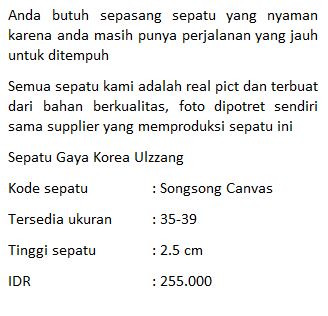 Anda butuh sepasang sepatu yang nyaman
karena anda masih punya perjalanan yang jauh
untuk ditempuh
Semua sepatu kami adalah real pict dan terbuat
dari bahan berkualitas, foto dipotret sendiri
sama supplier yang memproduksi sepatu ini
Sepatu Gaya Korea Ulzzang
Kode sepatu : Songsong Canvas
Tersedia ukuran : 35-39
Tinggi sepatu : 2.5 cm
IDR : 255.000